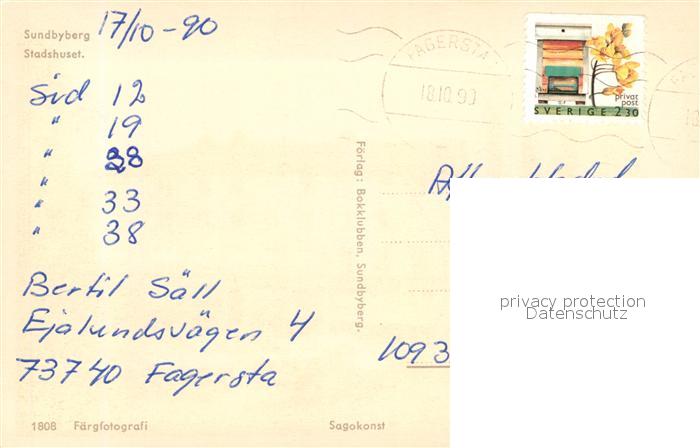 Sundbyberg
Stadshuset.
17/10-90
Sid 12
" 19
" 28
" 33
" 38
Bertil Säll
Ejalundsvägen 4
73740 Fagersta
1808 Färgfotografi
Sagokonst
Förlag: Bokklubben, Sundbyberg.
FAGERSTA
18.10.90
privat
post
SVERIGE 2.30
1093
privacy protection
Datenschutz